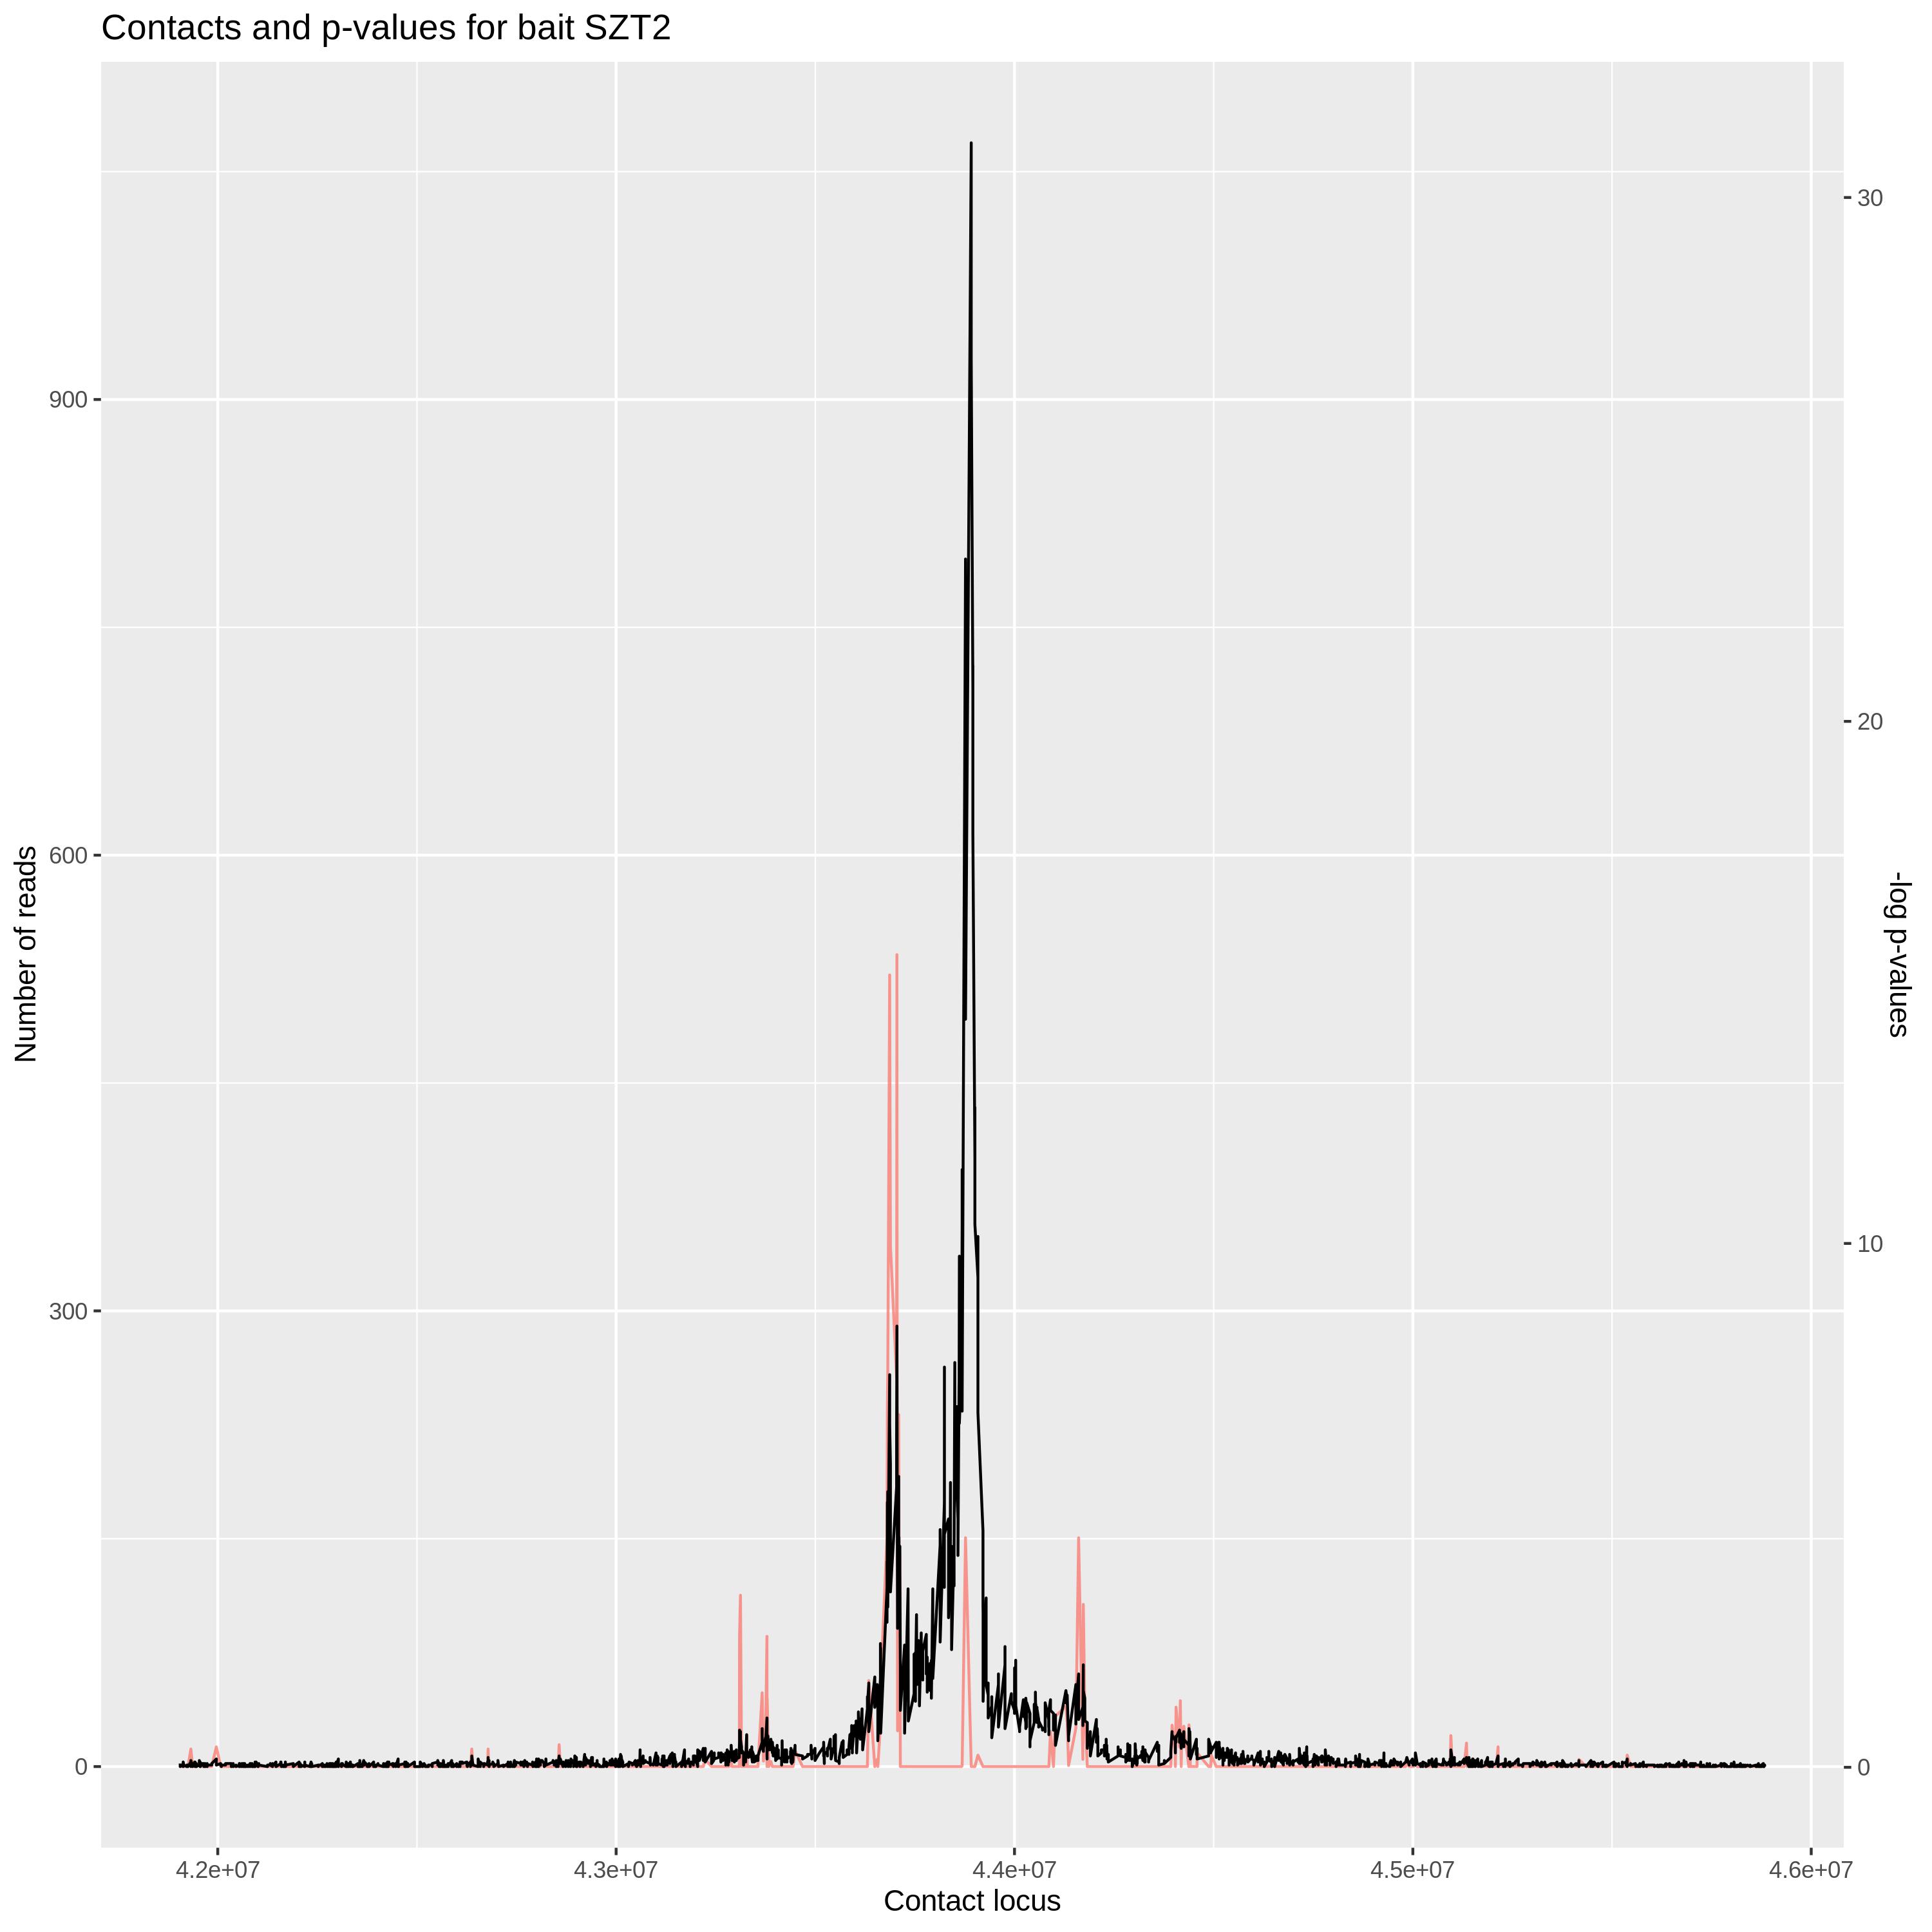 Contacts and p-values for bait SZT2
Number of reads
900
600
300
0
30
20
10
0
-log p-values
4.2e+07
4.3e+07
4.4e+07
4.5e+07
4.6e+07
Contact locus